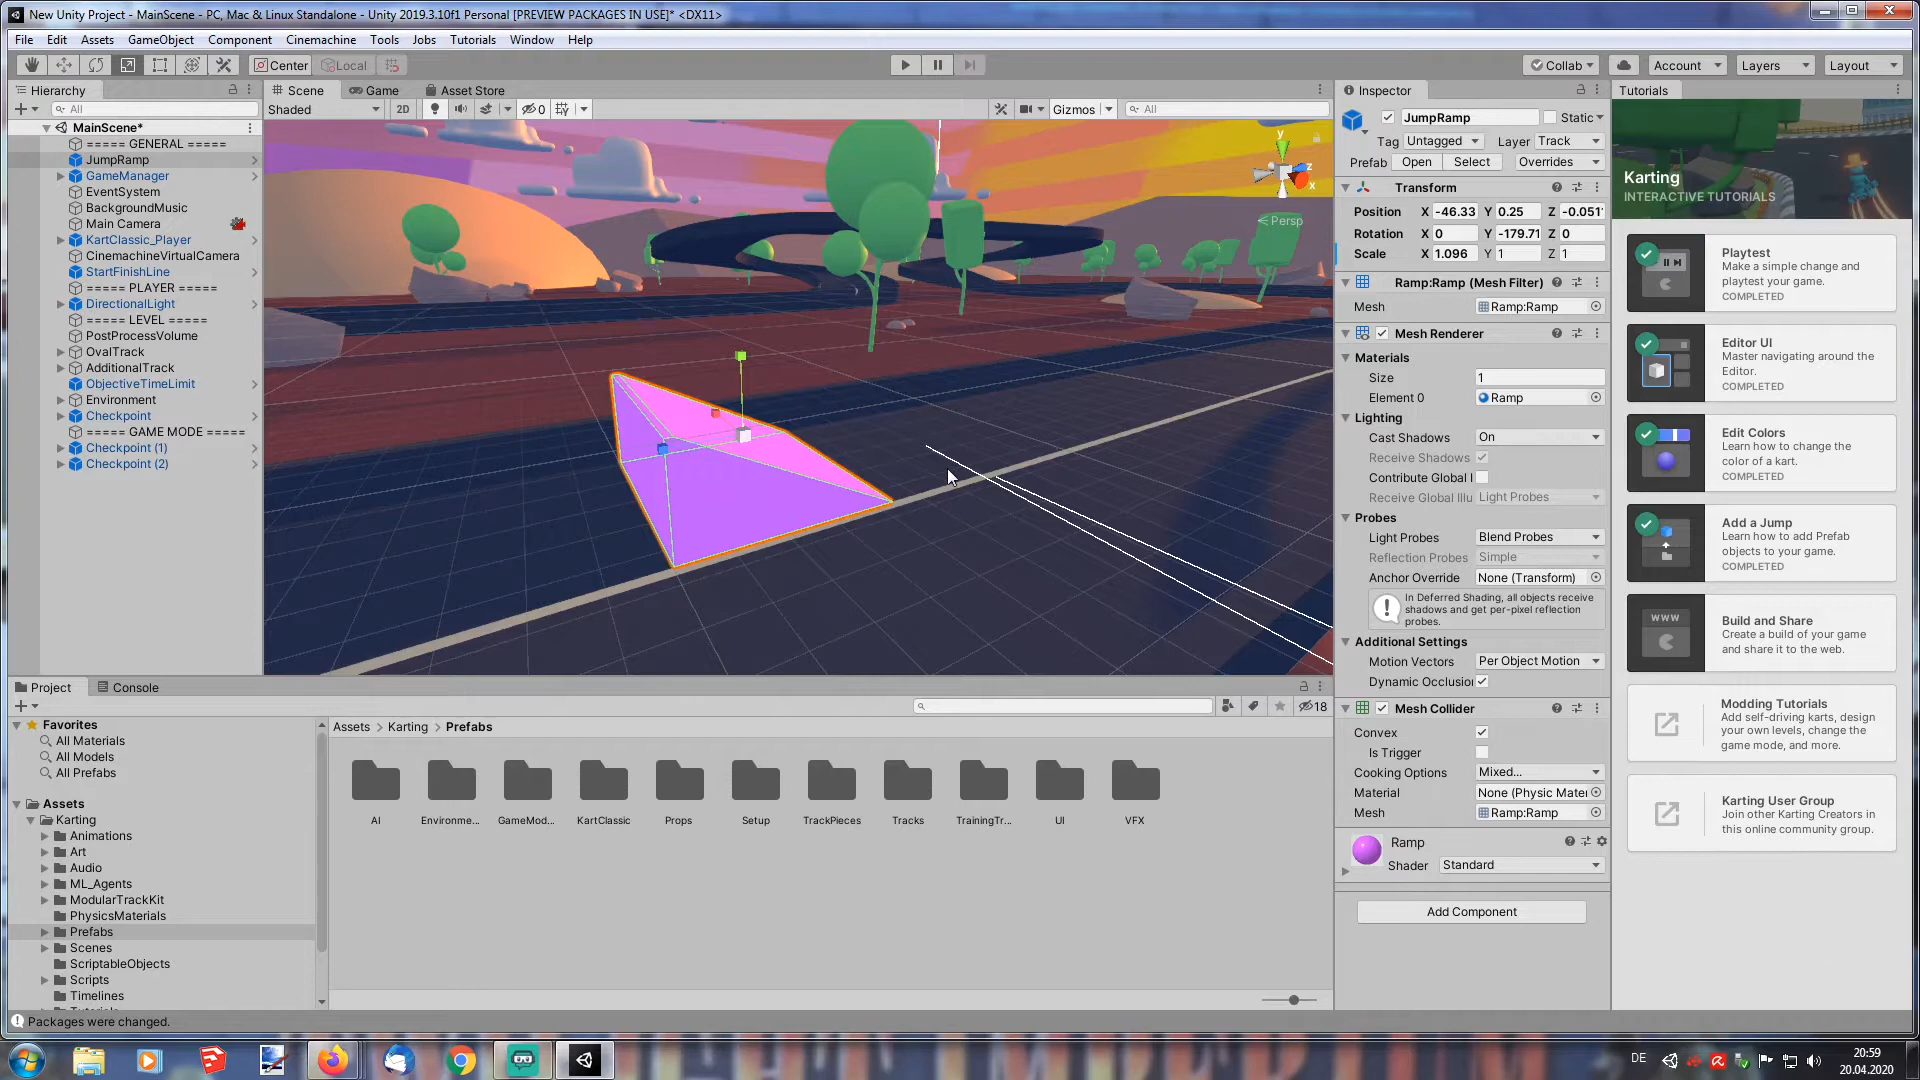 New Unity Project - MainScene - PC, Mac & Linux Standalone - Unity 2019.3.10f1 Personal [PREVIEW PACKAGES IN USE]* <DX11>
File Edit Assets GameObject Component Cinemachine Tools Jobs Tutorials Window Help
Center Local Collab Account Layers Layout
Hierarchy
All
MainScene*
===== GENERAL =====
JumpRamp
GameManager
EventSystem
BackgroundMusic
Main Camera
KartClassic_Player
CinemachineVirtualCamera
StartFinishLine
===== PLAYER =====
DirectionalLight
===== LEVEL =====
PostProcessVolume
OvalTrack
AdditionalTrack
ObjectiveTimeLimit
Environment
Checkpoint
===== GAME MODE =====
Checkpoint (1)
Checkpoint (2)
Scene Game Asset Store
Shaded 2D 0 Gizmos All
y
z
x
Persp
Inspector
JumpRamp Static
Tag Untagged Layer Track
Prefab Open Select Overrides
Transform
Position X -46.33 Y 0.25 Z -0.051
Rotation X 0 Y -179.71 Z 0
Scale X 1.096 Y 1 Z 1
Ramp:Ramp (Mesh Filter)
Mesh Ramp:Ramp
Mesh Renderer
Materials
Size 1
Element 0 Ramp
Lighting
Cast Shadows On
Receive Shadows
Contribute Global I
Receive Global Illu Light Probes
Probes
Light Probes Blend Probes
Reflection Probes Simple
Anchor Override None (Transform)
In Deferred Shading, all objects receive
shadows and get per-pixel reflection
probes.
Additional Settings
Motion Vectors Per Object Motion
Dynamic Occlusio
Mesh Collider
Convex
Is Trigger
Cooking Options Mixed...
Material None (Physic Mater
Mesh Ramp:Ramp
Ramp
Shader Standard
Add Component
Tutorials
Karting
INTERACTIVE TUTORIALS
Playtest
Make a simple change and
playtest your game.
COMPLETED
Editor UI
Master navigating around the
Editor.
COMPLETED
Edit Colors
Learn how to change the
color of a kart.
COMPLETED
Add a Jump
Learn how to add Prefab
objects to your game.
COMPLETED
WWW
Build and Share
Create a build of your game
and share it to the web.
Modding Tutorials
Add self-driving karts, design
your own levels, change the
game mode, and more.
Karting User Group
Join other Karting Creators in
this online community group.
Project Console
18
Favorites
All Materials
All Models
All Prefabs
Assets
Karting
Animations
Art
Audio
ML_Agents
ModularTrackKit
PhysicsMaterials
Prefabs
Scenes
ScriptableObjects
Scripts
Timelines
Assets > Karting > Prefabs
AI Environme... GameMod... KartClassic Props Setup TrackPieces Tracks TrainingTr... UI VFX
Packages were changed.
DE
20:59
20.04.2020